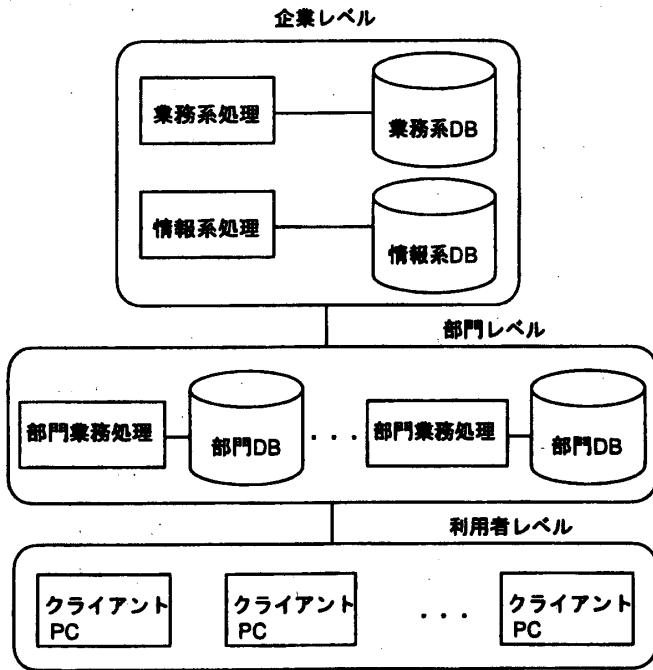 企業レベル
業務系処理
業務系DB
情報系処理
情報系DB
部門レベル
部門業務処理
部門DB
...
部門業務処理
部門DB
利用者レベル
クライアント
PC
クライアント
PC
...
クライアント
PC